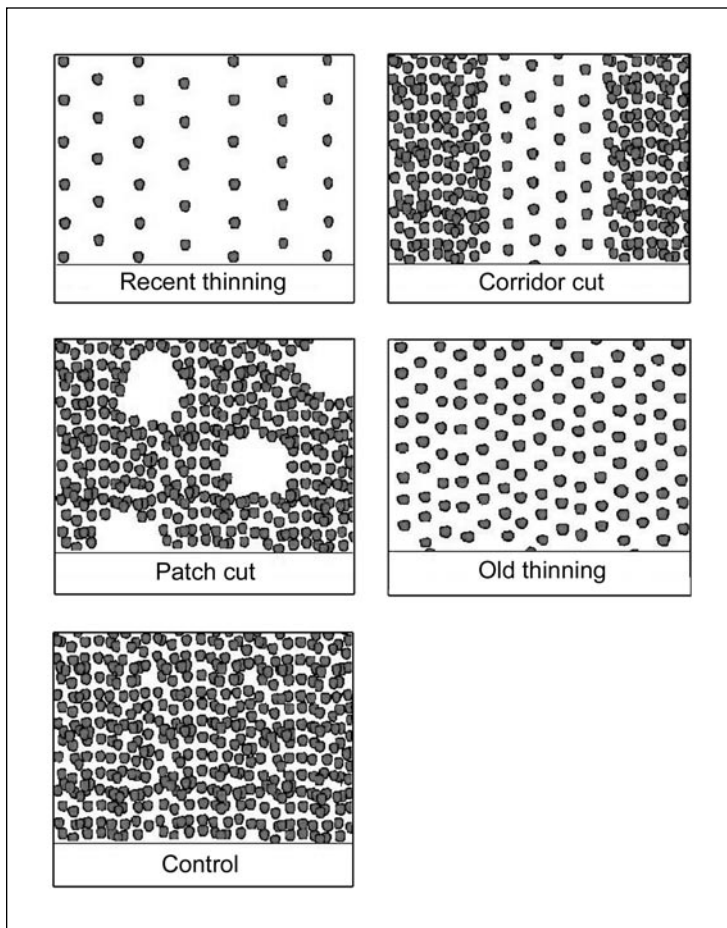 Recent thinning
Corridor cut
Patch cut
Old thinning
Control